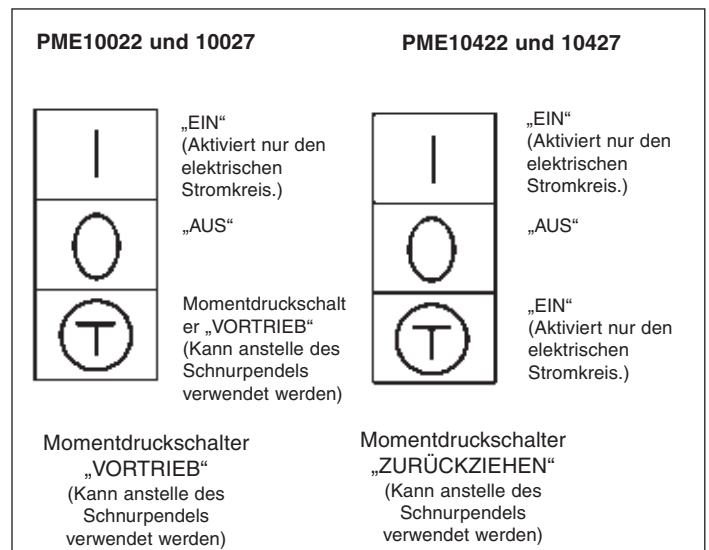 PME10022 und 10027
I
„EIN“
(Aktiviert nur den
elektrischen
Stromkreis.)
O
„AUS“
T
Momentdruckschalt
er „VORTRIEB“
(Kann anstelle des
Schnurpendels
verwendet werden)
Momentdruckschalter
„VORTRIEB“
(Kann anstelle des
Schnurpendels
verwendet werden)
PME10422 und 10427
I
„EIN“
(Aktiviert nur den
elektrischen
Stromkreis.)
O
„AUS“
T
„EIN“
(Aktiviert nur den
elektrischen
Stromkreis.)
Momentdruckschalter
„ZURÜCKZIEHEN“
(Kann anstelle des
Schnurpendels
verwendet werden)